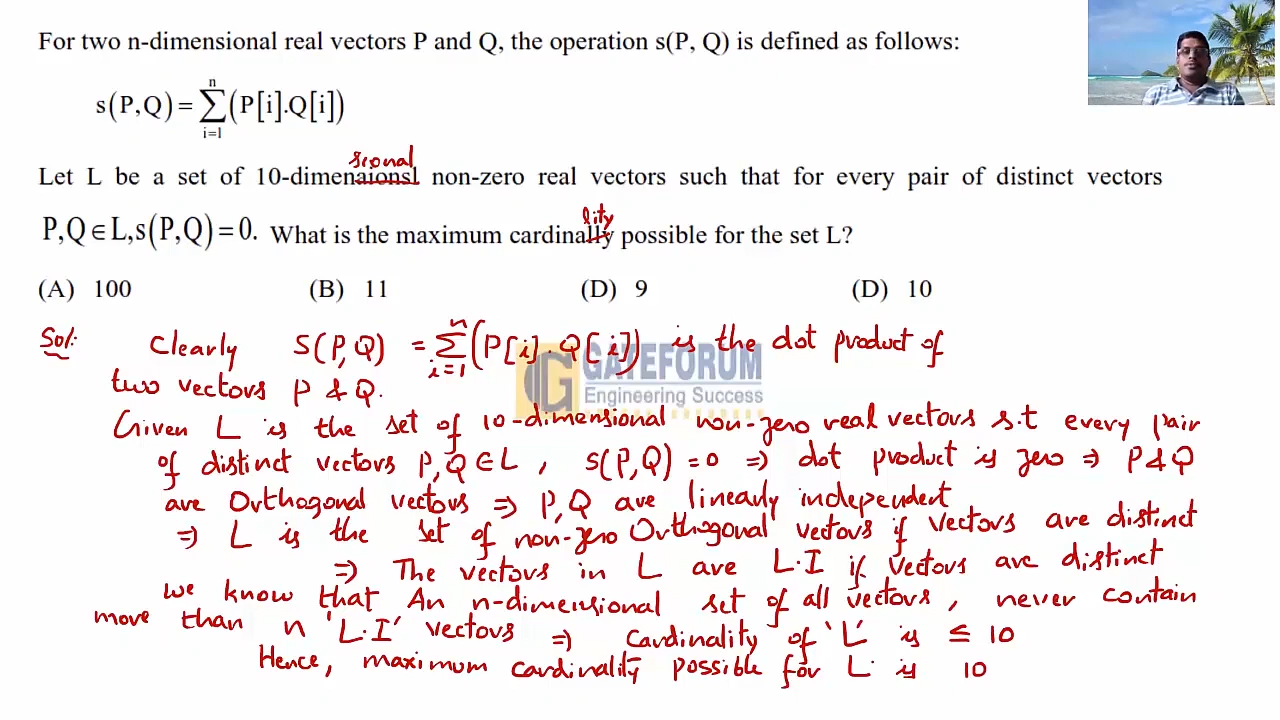 For two n-dimensional real vectors P and Q, the operation s(P, Q) is defined as follows:
s(P,Q)=∑ⁿᵢ₌₁(P[i].Q[i])
sional
Let L be a set of 10-dimenaionsl non-zero real vectors such that for every pair of distinct vectors
lity
P,Q∈L,s(P,Q)=0. What is the maximum cardinally possible for the set L?
(A) 100 (B) 11 (D) 9 (D) 10
Sol: Clearly S(P,Q) = ∑ⁿᵢ₌₁(P[i].Q[i]) is the dot product of
two vectors P & Q.
GATEFORUM
Engineering Success
Given L is the set of 10-dimensional non-zero real vectors s.t every pair
of distinct vectors P,Q∈L, S(P,Q)=0 ⇒ dot product is zero ⇒ P & Q
are Orthogonal vectors ⇒ P,Q are linearly independent
⇒ L is the set of non-zero Orthogonal vectors if vectors are distinct
⇒ The vectors in L are L.I if vectors are distinct
we know that An n-dimensional set of all vectors, never contain
more than n 'L.I' vectors ⇒ Cardinality of 'L' is ≤ 10
Hence, maximum cardinality possible for L is 10